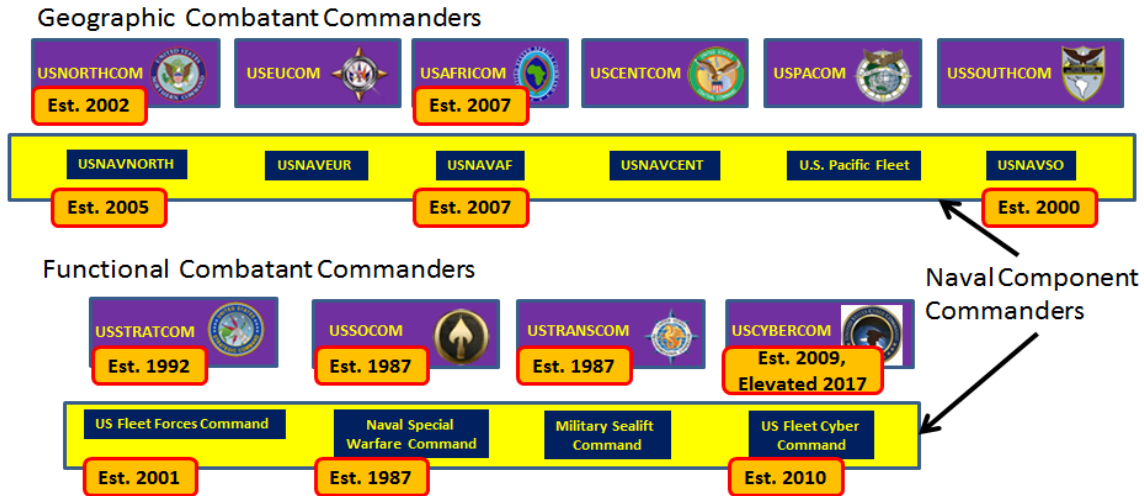 Geographic Combatant Commanders
USNORTHCOM
USEUCOM
USAFRICOM
USCENTCOM
USPACOM
USSOUTHCOM
Est. 2002
Est. 2007
USNAVNORTH
USNAVEUR
USNAVAF
USNAVCENT
U.S. Pacific Fleet
USNAVSO
Est. 2005
Est. 2007
Est. 2000
Functional Combatant Commanders
Naval Component
Commanders
USSTRATCOM
USSOCOM
USTRANSCOM
USCYBERCOM
Est. 1992
Est. 1987
Est. 1987
Est. 2009,
Elevated 2017
US Fleet Forces Command
Naval Special
Warfare Command
Military Sealift
Command
US Fleet Cyber
Command
Est. 2001
Est. 1987
Est. 2010